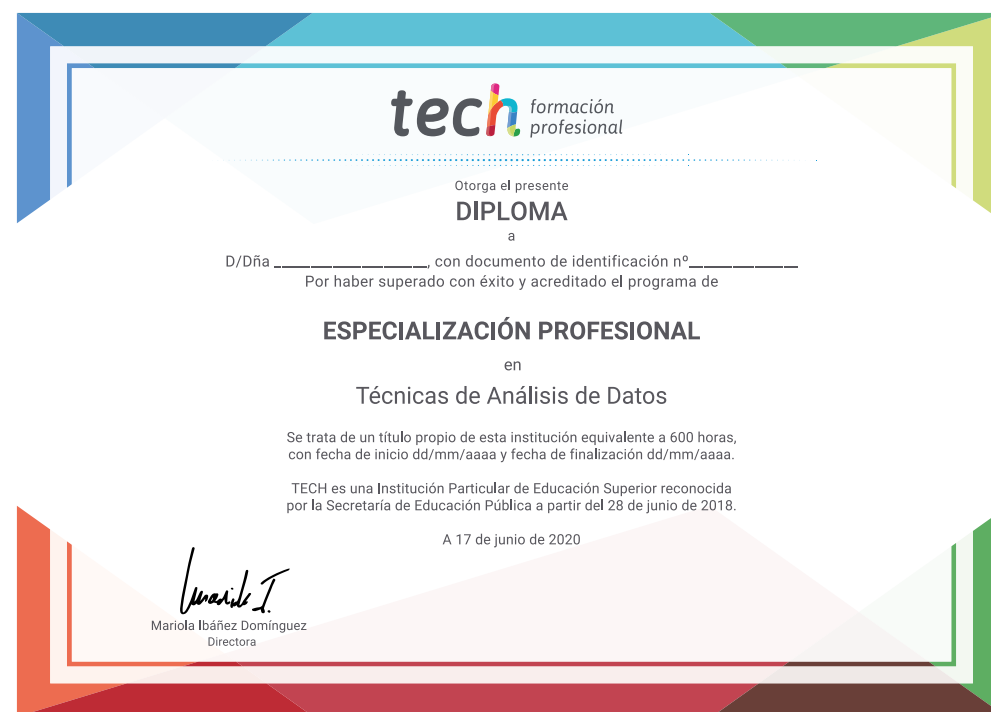 tech formación
profesional
Otorga el presente
DIPLOMA
a
D/Dña ____________________, con documento de identificación nº______________
Por haber superado con éxito y acreditado el programa de
ESPECIALIZACIÓN PROFESIONAL
en
Técnicas de Análisis de Datos
Se trata de un título propio de esta institución equivalente a 600 horas,
con fecha de inicio dd/mm/aaaa y fecha de finalización dd/mm/aaaa.
TECH es una Institución Particular de Educación Superior reconocida
por la Secretaría de Educación Pública a partir del 28 de junio de 2018.
A 17 de junio de 2020
Mariola I.
Mariola Ibáñez Domínguez
Directora